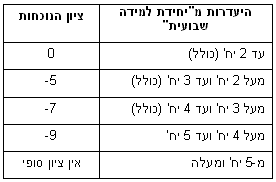 היעדרות מ"יחידת למידה שבועית" ציון הנוכחות
עד 2 יח' (כולל) 0
מעל 2 יח' ועד 3 יח' (כולל) 5-
מעל 3 יח' ועד 4 יח' (כולל) 7-
מעל 4 יח' ועד 5 יח' 9-
מ-5 יח' ומעלה אין ציון סופי